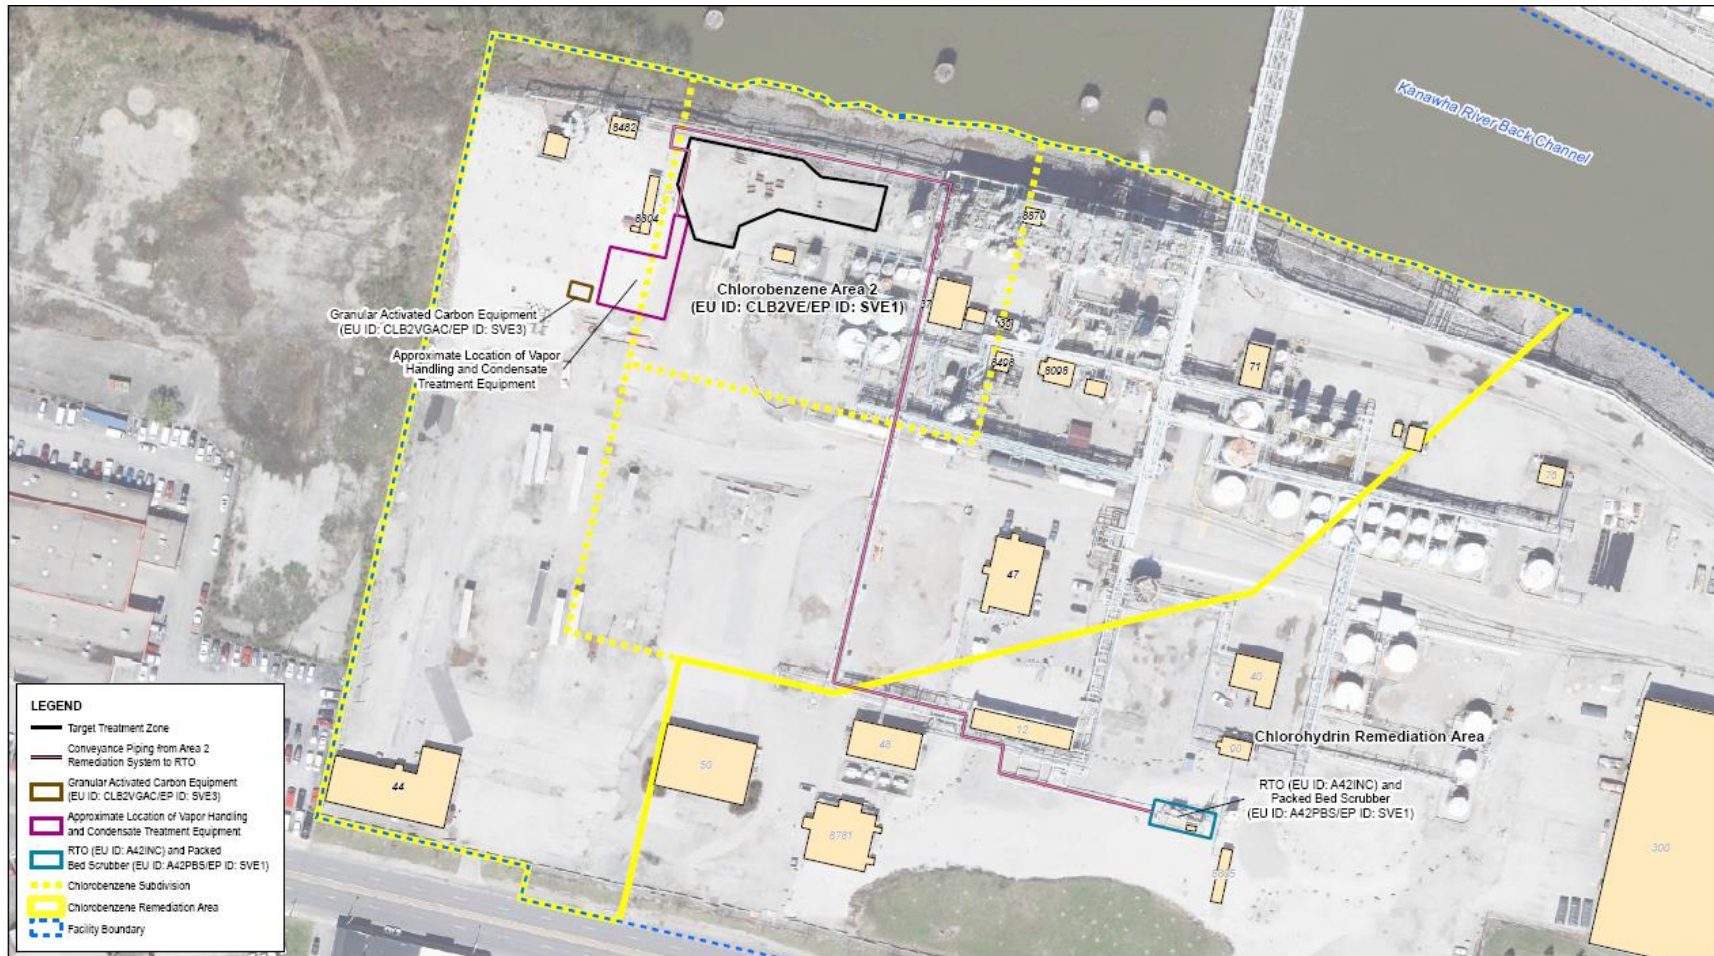 Kanawha River Back Channel
8482
8304
8870
Chlorobenzene Area 2
(EU ID: CLB2VE/EP ID: SVE1)
Granular Activated Carbon Equipment
(EU ID: CLB2VGAC/EP ID: SVE3)
Approximate Location of Vapor
Handling and Condensate
Treatment Equipment
8498
8098
71
70
47
40
12
90
Chlorohydrin Remediation Area
44
50
48
8781
RTO (EU ID: A42INC) and
Packed Bed Scrubber
(EU ID: A42PBS/EP ID: SVE1)
300
LEGEND
Target Treatment Zone
Conveyance Piping from Area 2
Remediation System to RTO
Granular Activated Carbon Equipment
(EU ID: CLB2VGAC/EP ID: SVE3)
Approximate Location of Vapor Handling
and Condensate Treatment Equipment
RTO (EU ID: A42INC) and Packed
Bed Scrubber (EU ID: A42PBS/EP ID: SVE1)
Chlorobenzene Subdivision
Chlorobenzene Remediation Area
Facility Boundary